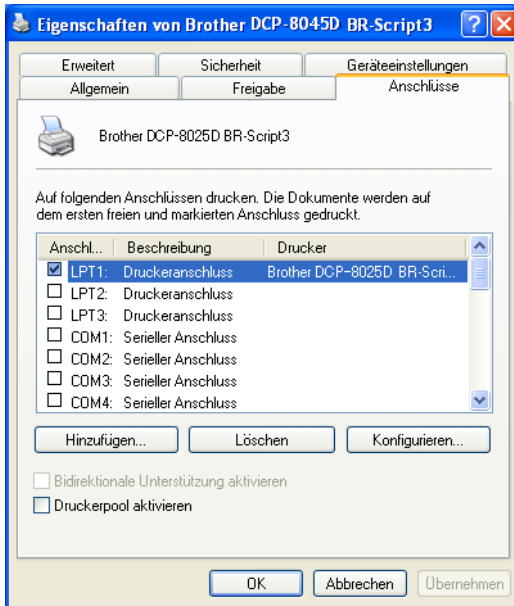 Eigenschaften von Brother DCP-8045D BR-Script3
Erweitert Sicherheit Geräteeinstellungen
Allgemein Freigabe Anschlüsse
Brother DCP-8025D BR-Script3
Auf folgenden Anschlüssen drucken. Die Dokumente werden auf
dem ersten freien und markierten Anschluss gedruckt.
Anschl... Beschreibung Drucker
LPT1: Druckeranschluss Brother DCP-8025D BR-Scri...
LPT2: Druckeranschluss
LPT3: Druckeranschluss
COM1: Serieller Anschluss
COM2: Serieller Anschluss
COM3: Serieller Anschluss
COM4: Serieller Anschluss
Hinzufügen... Löschen Konfigurieren...
Bidirektionale Unterstützung aktivieren
Druckerpool aktivieren
OK Abbrechen Übernehmen